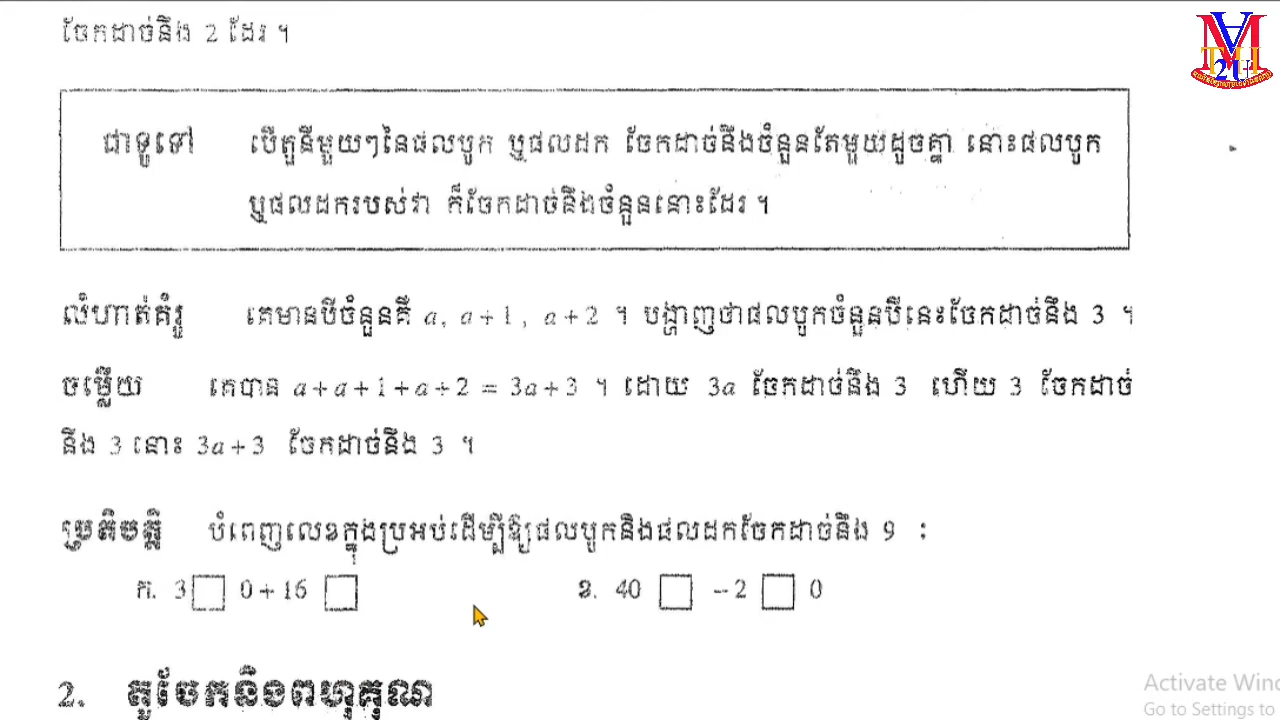 ចែកដាច់នឹង 2 ដែរ ។
ជាទូទៅ បើតួនីមួយៗនៃផលបូក ឬផលដក ចែកដាច់នឹងចំនួនតែមួយដូចគ្នា នោះផលបូក
ឬផលដករបស់វា ក៏ចែកដាច់នឹងចំនួននោះដែរ ។
លំហាត់គំរូ គេមានបីចំនួនគឺ a, a+1, a+2 ។ បង្ហាញថាផលបូកចំនួនបីនេះចែកដាច់នឹង 3 ។
ចម្លើយ គេបាន a+a+1+a+2 = 3a+3 ។ ដោយ 3a ចែកដាច់នឹង 3 ហើយ 3 ចែកដាច់
នឹង 3 នោះ 3a+3 ចែកដាច់នឹង 3 ។
ប្រតិបត្តិ បំពេញលេខក្នុងប្រអប់ដើម្បីឱ្យផលបូកនិងផលដកចែកដាច់នឹង 9 :
ក. 3□ 0+16 □ ខ. 40 □ -2 □ 0
2. តួចែកនិងពហុគុណ
Activate Wind
Go to Settings to